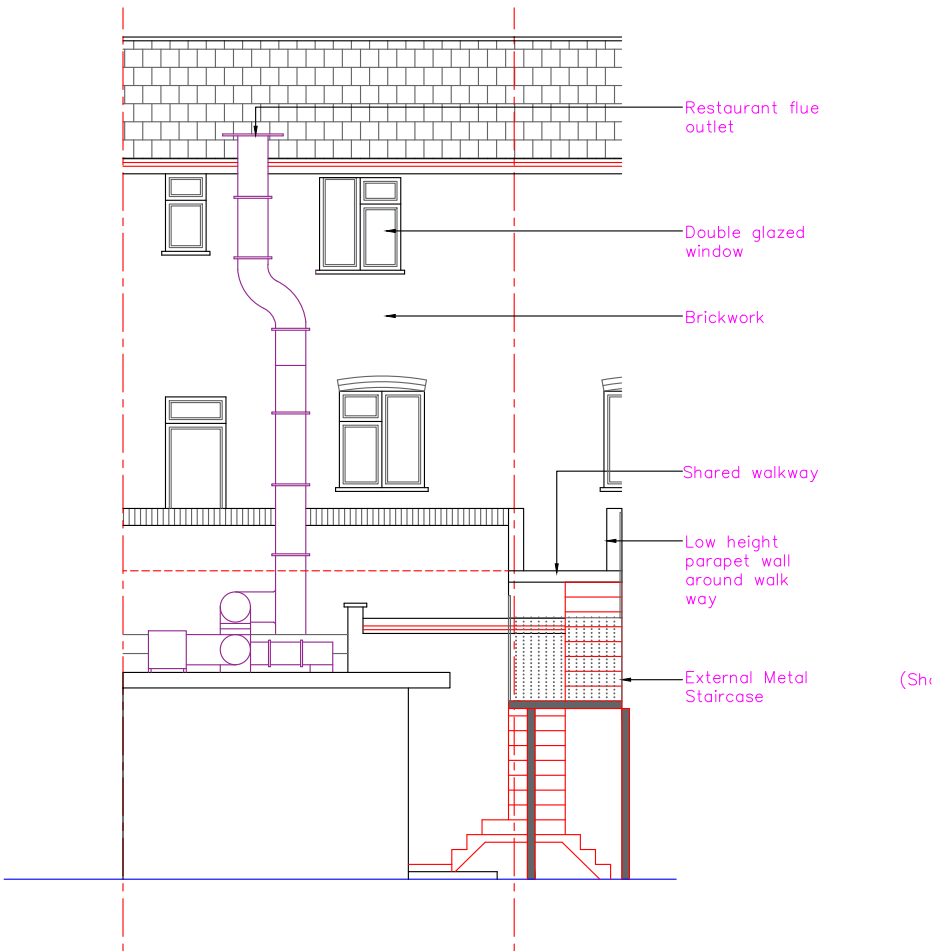 Restaurant flue
outlet
Double glazed
window
Brickwork
Shared walkway
Low height
parapet wall
around walk
way
External Metal
Staircase